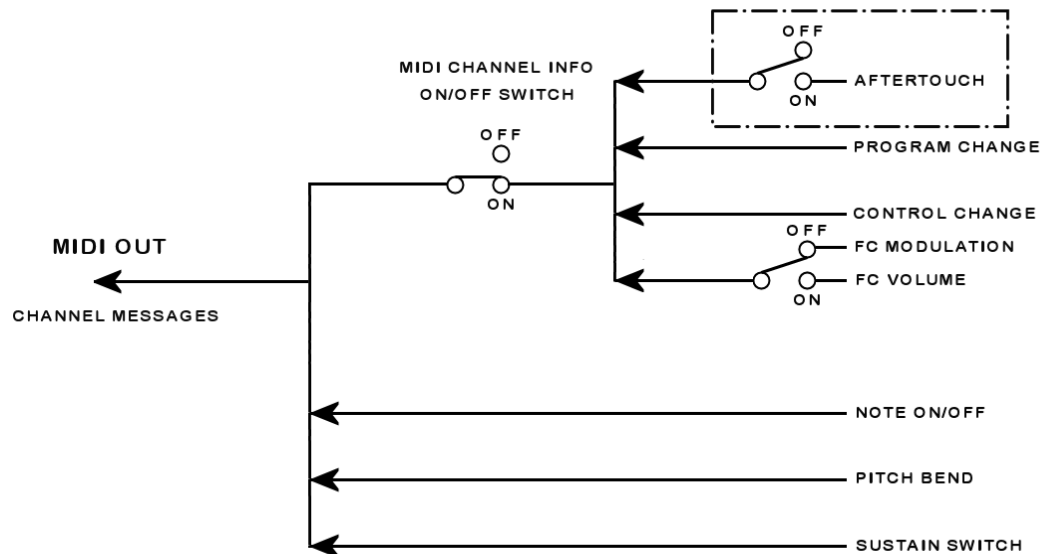 OFF
AFTERTOUCH
ON
MIDI CHANNEL INFO
ON/OFF SWITCH
OFF
ON
PROGRAM CHANGE
CONTROL CHANGE
OFF
FC MODULATION
FC VOLUME
ON
MIDI OUT
CHANNEL MESSAGES
NOTE ON/OFF
PITCH BEND
SUSTAIN SWITCH